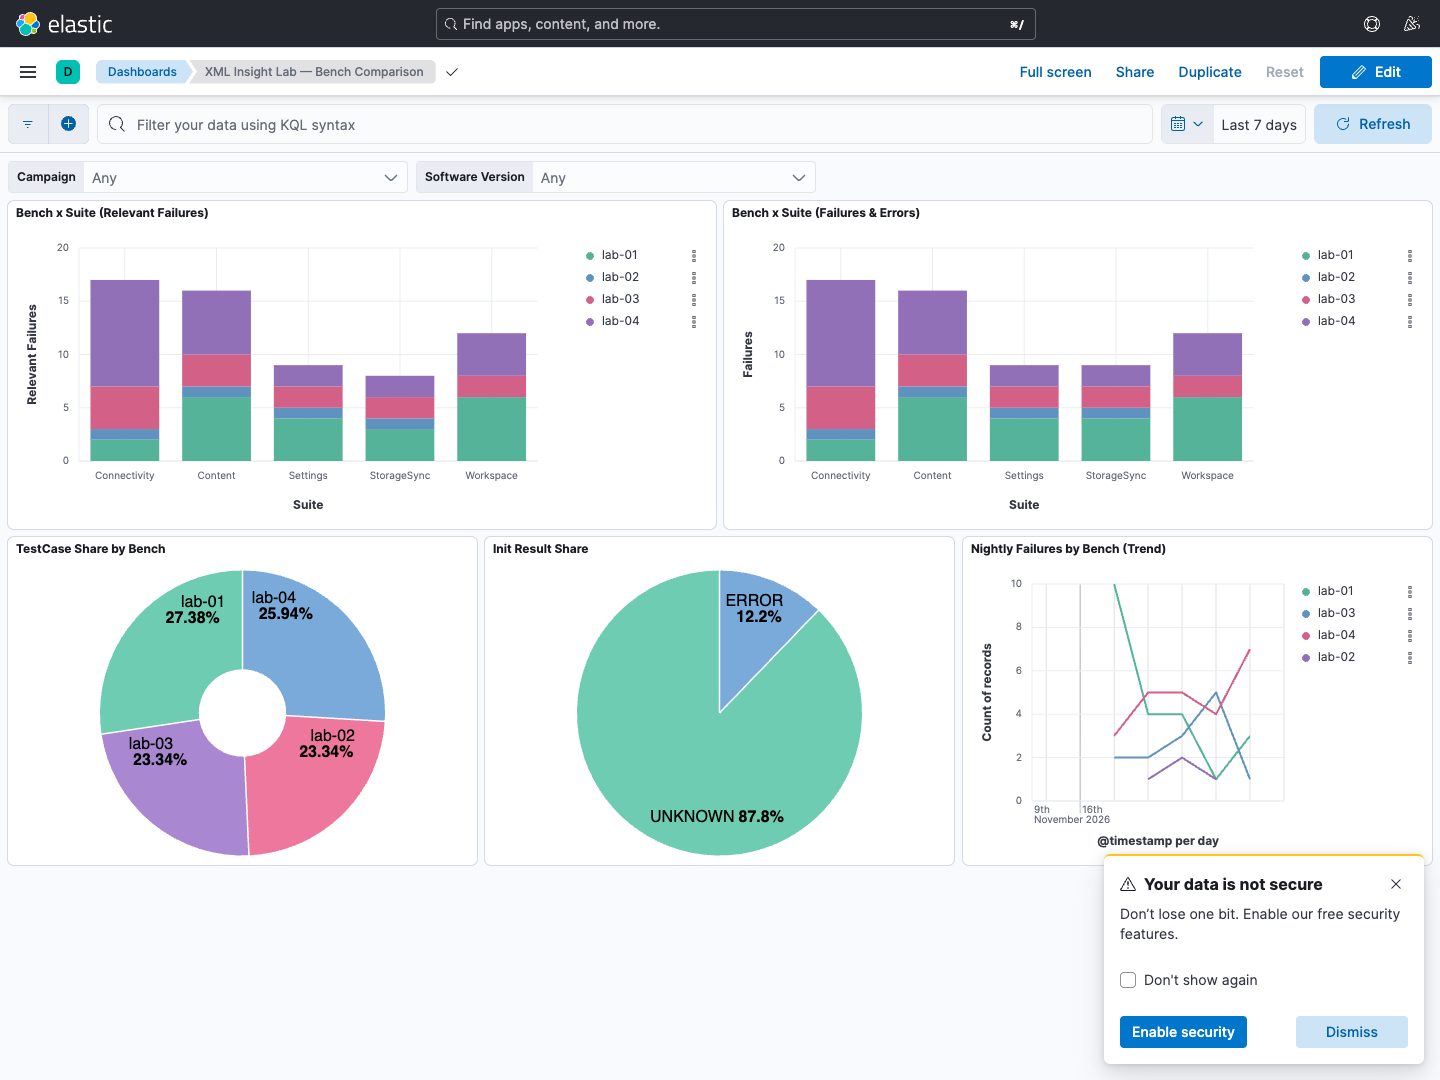 elastic
Find apps, content, and more.
⌘/
D
Dashboards
XML Insight Lab — Bench Comparison
Full screen
Share
Duplicate
Reset
Edit
Filter your data using KQL syntax
Last 7 days
Refresh
Campaign
Any
Software Version
Any
Bench x Suite (Relevant Failures)
20
15
10
5
0
Relevant Failures
Connectivity
Content
Settings
StorageSync
Workspace
Suite
lab-01
lab-02
lab-03
lab-04
Bench x Suite (Failures & Errors)
20
15
10
5
0
Failures
Connectivity
Content
Settings
StorageSync
Workspace
Suite
lab-01
lab-02
lab-03
lab-04
TestCase Share by Bench
lab-01
27.38%
lab-04
25.94%
lab-03
23.34%
lab-02
23.34%
Init Result Share
ERROR
12.2%
UNKNOWN 87.8%
Nightly Failures by Bench (Trend)
10
8
6
4
2
0
Count of records
9th
November 2026
16th
@timestamp per day
lab-01
lab-03
lab-04
lab-02
Your data is not secure
Don’t lose one bit. Enable our free security
features.
Don't show again
Enable security
Dismiss